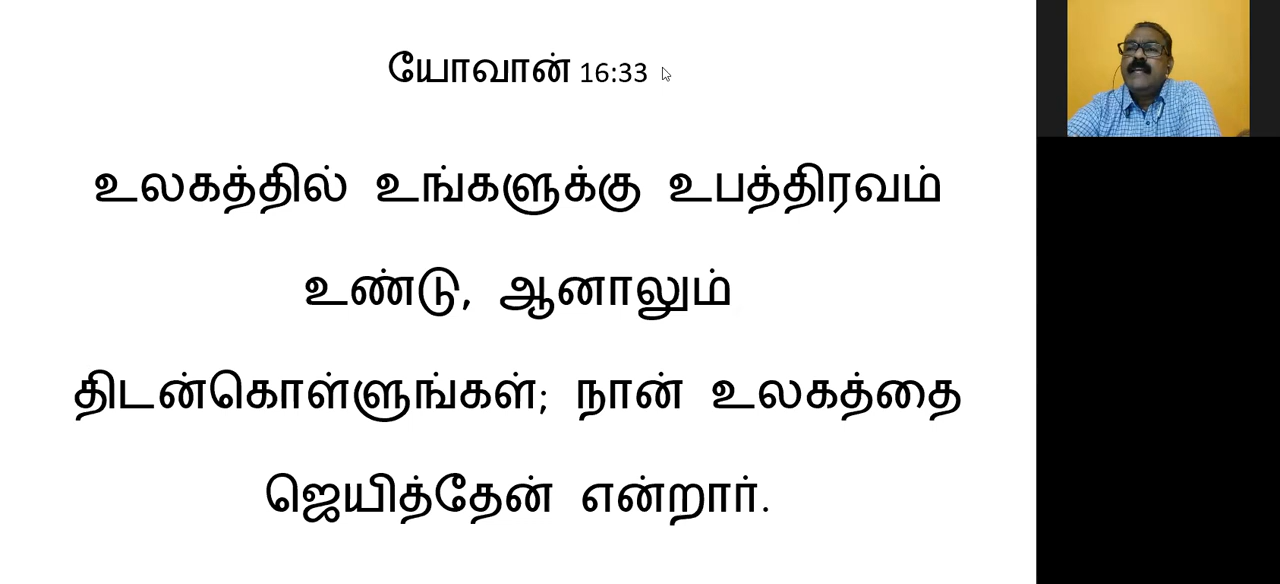 யோவான் 16:33
உலகத்தில் உங்களுக்கு உபத்திரவம்
உண்டு, ஆனாலும்
திடன்கொள்ளுங்கள்; நான் உலகத்தை
ஜெயித்தேன் என்றார்.